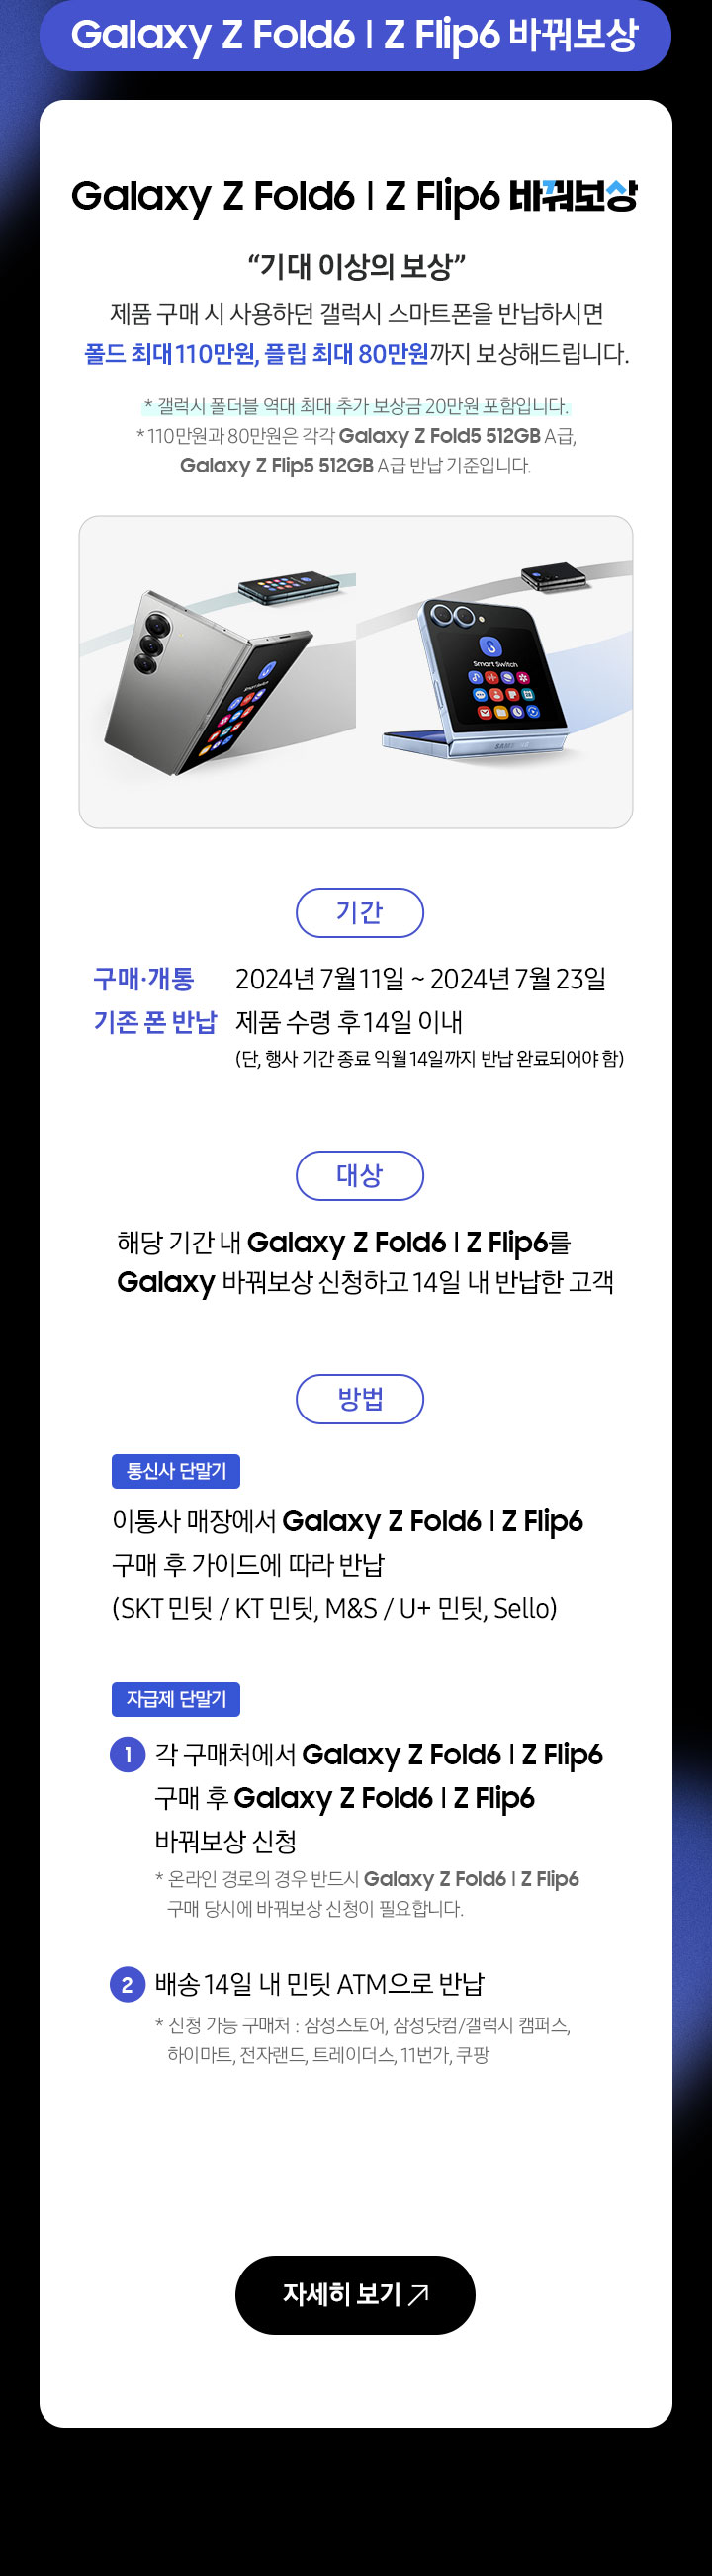 Galaxy Z Fold6 | Z Flip6 바꿔보상
Galaxy Z Fold6 | Z Flip6 바꿔보상
“기대 이상의 보상”
제품 구매 시 사용하던 갤럭시 스마트폰을 반납하시면
폴드 최대 110만원, 플립 최대 80만원까지 보상해드립니다.
* 갤럭시 폴더블 역대 최대 추가 보상금 20만원 포함입니다.
* 110만원과 80만원은 각각 Galaxy Z Fold5 512GB A급,
Galaxy Z Flip5 512GB A급 반납 기준입니다.
Smart Switch
Smart Switch
SAMSUNG
기간
구매·개통 2024년 7월 11일 ~ 2024년 7월 23일
기존 폰 반납 제품 수령 후 14일 이내
(단, 행사 기간 종료 익월 14일까지 반납 완료되어야 함)
대상
해당 기간 내 Galaxy Z Fold6 | Z Flip6를
Galaxy 바꿔보상 신청하고 14일 내 반납한 고객
방법
통신사 단말기
이통사 매장에서 Galaxy Z Fold6 | Z Flip6
구매 후 가이드에 따라 반납
(SKT 민팃 / KT 민팃, M&S / U+ 민팃, Sello)
자급제 단말기
1 각 구매처에서 Galaxy Z Fold6 | Z Flip6
구매 후 Galaxy Z Fold6 | Z Flip6
바꿔보상 신청
* 온라인 경로의 경우 반드시 Galaxy Z Fold6 | Z Flip6
구매 당시에 바꿔보상 신청이 필요합니다.
2 배송 14일 내 민팃 ATM으로 반납
* 신청 가능 구매처 : 삼성스토어, 삼성닷컴/갤럭시 캠퍼스,
하이마트, 전자랜드, 트레이더스, 11번가, 쿠팡
자세히 보기